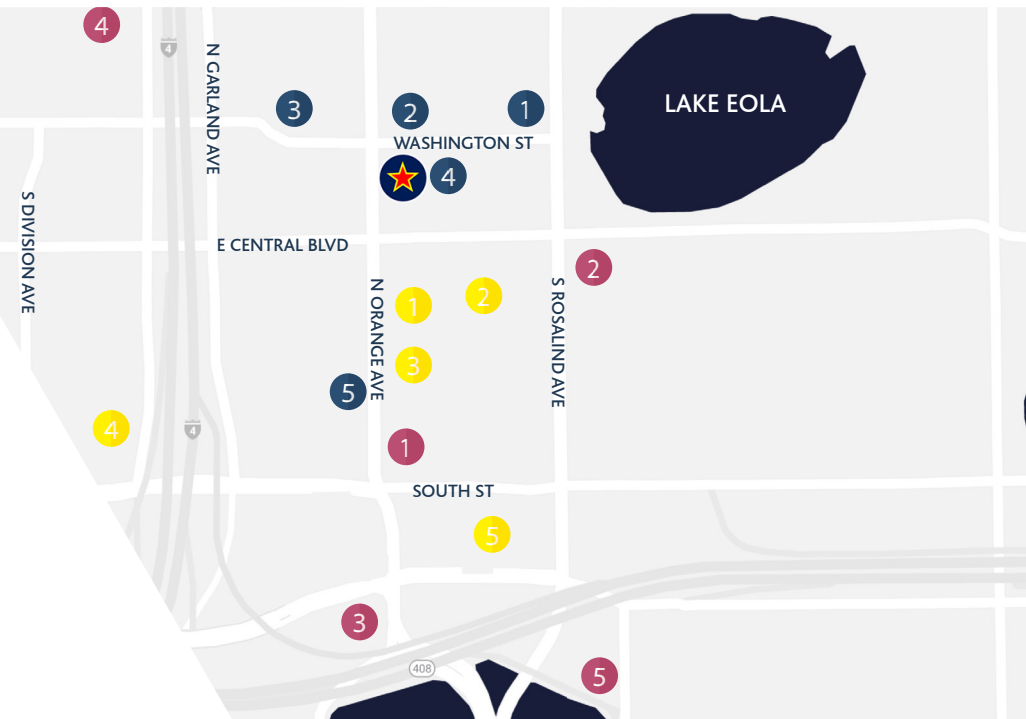 4
4
N GARLAND AVE
3
2
1
LAKE EOLA
WASHINGTON ST
4
S DIVISION AVE
E CENTRAL BLVD
2
N ORANGE AVE
S ROSALIND AVE
1
2
3
5
4
4
1
SOUTH ST
5
3
408
5